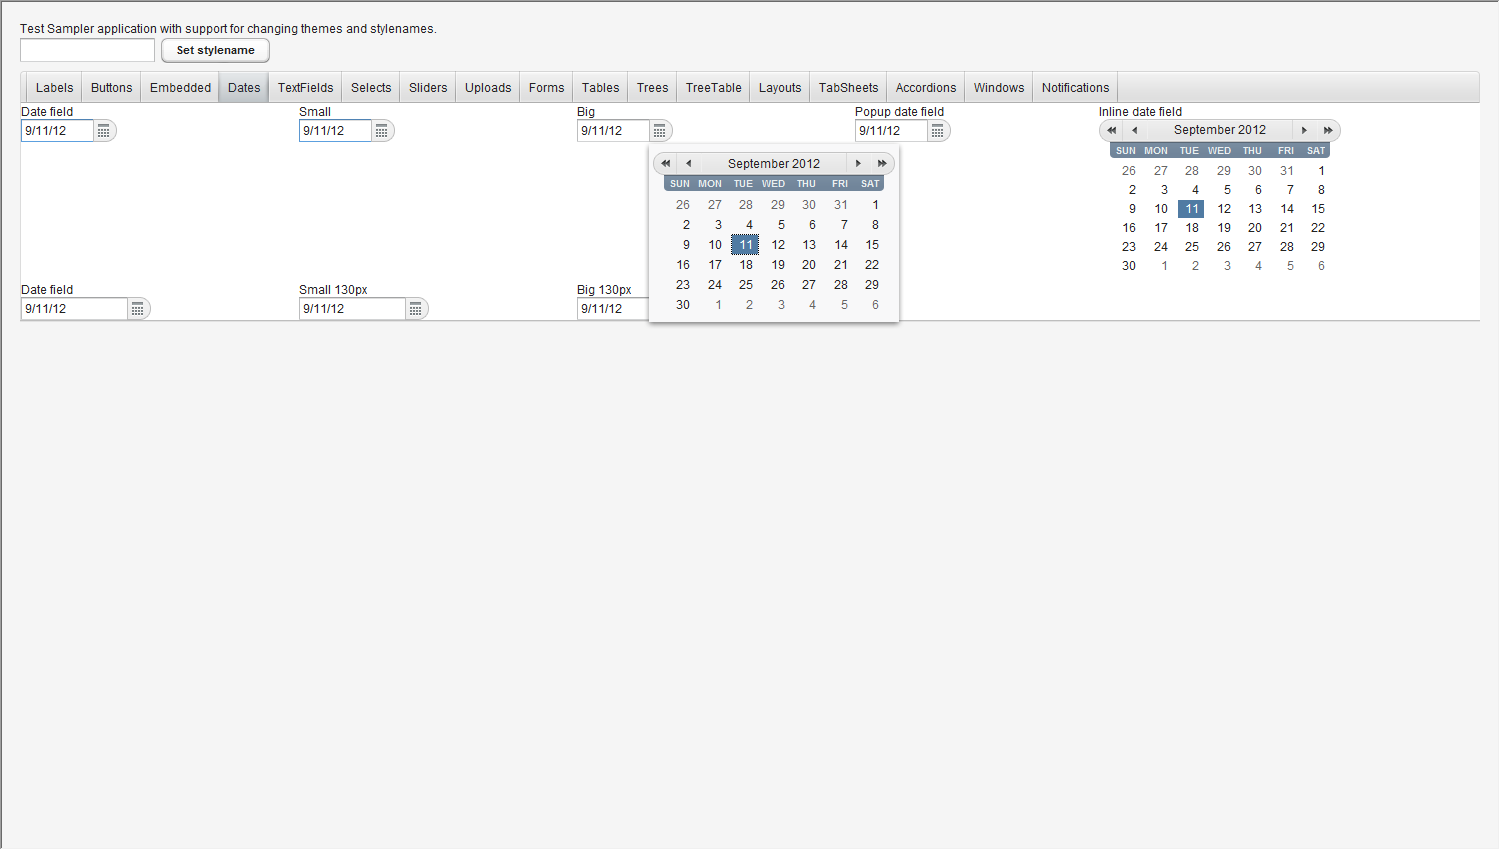 Test Sampler application with support for changing themes and stylenames.
Set stylename
Labels Buttons Embedded Dates TextFields Selects Sliders Uploads Forms Tables Trees TreeTable Layouts TabSheets Accordions Windows Notifications
Date field Small Big Popup date field Inline date field
9/11/12 9/11/12 9/11/12 9/11/12
September 2012
SUN MON TUE WED THU FRI SAT
26 27 28 29 30 31 1
2 3 4 5 6 7 8
9 10 11 12 13 14 15
16 17 18 19 20 21 22
23 24 25 26 27 28 29
30 1 2 3 4 5 6
September 2012
SUN MON TUE WED THU FRI SAT
26 27 28 29 30 31 1
2 3 4 5 6 7 8
9 10 11 12 13 14 15
16 17 18 19 20 21 22
23 24 25 26 27 28 29
30 1 2 3 4 5 6
Date field Small 130px Big 130px
9/11/12 9/11/12 9/11/12